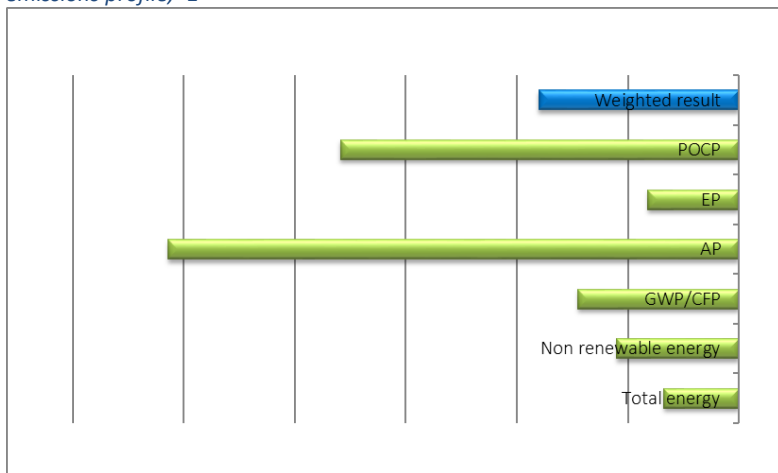 Weighted result
POCP
EP
AP
GWP/CFP
Non renewable energy
Total energy